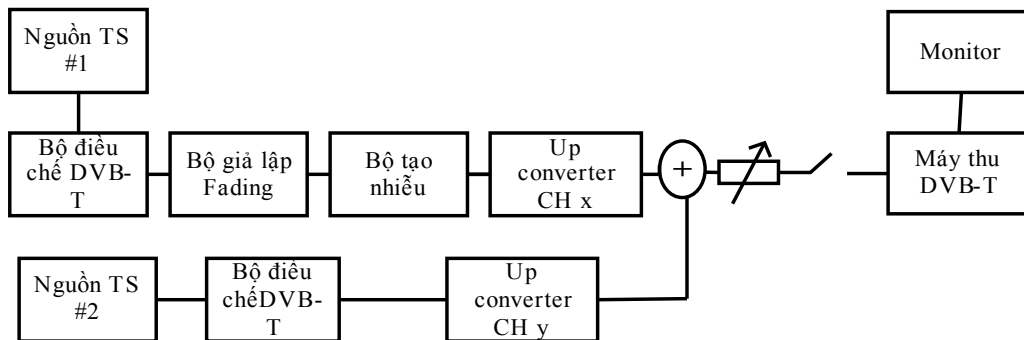 Nguồn TS
#1
Monitor
Bộ điều
chế DVB-
T
Bộ giả lập
Fading
Bộ tạo
nhiễu
Up
converter
CH x
+
Máy thu
DVB-T
Nguồn TS
#2
Bộ điều
chếDVB-
T
Up
converter
CH y